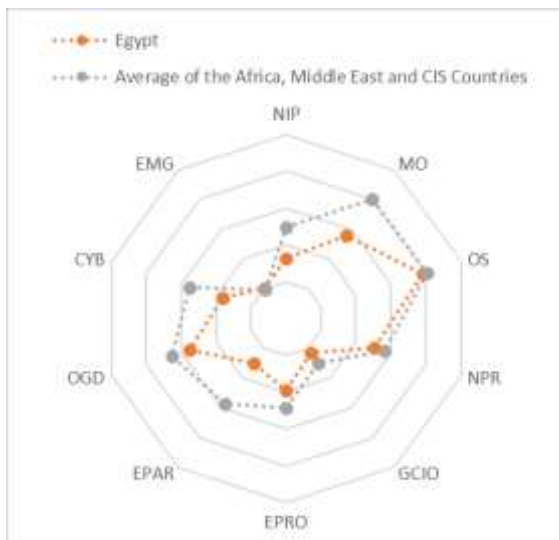 Egypt
Average of the Africa, Middle East and CIS Countries
NIP
EMG
MO
CYB
OS
OGD
NPR
EPAR
GCIO
EPRO